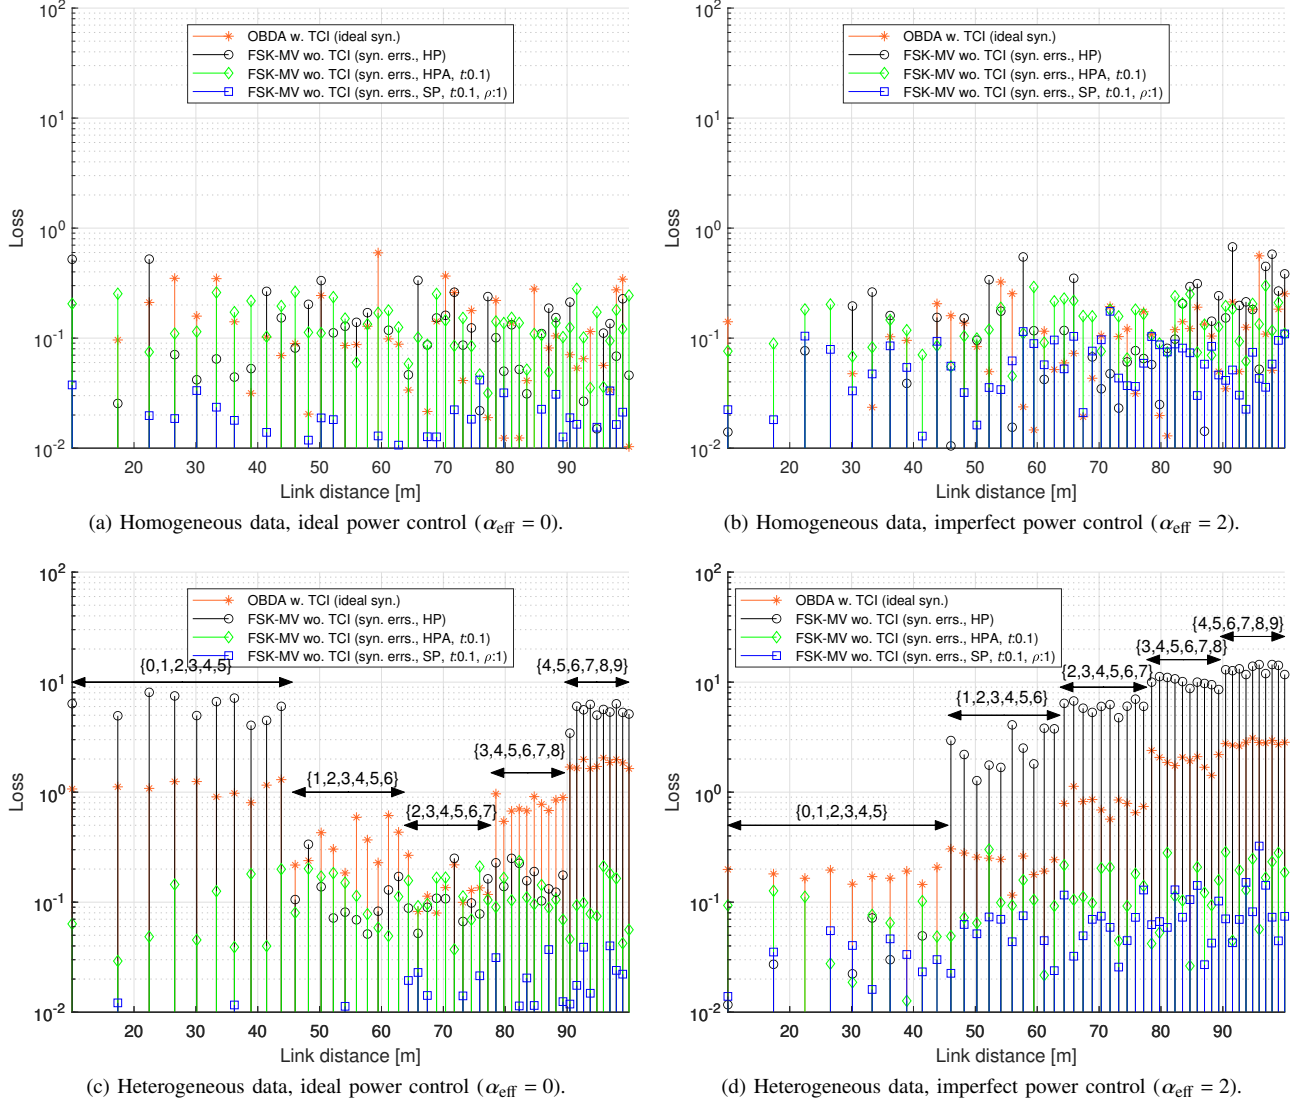 10^2
10^1
10^0
10^-1
10^-2
Loss
OBDA w. TCI (ideal syn.)
FSK-MV wo. TCI (syn. errs., HP)
FSK-MV wo. TCI (syn. errs., HPA, t:0.1)
FSK-MV wo. TCI (syn. errs., SP, t:0.1, ρ:1)
20 30 40 50 60 70 80 90
Link distance [m]
(a) Homogeneous data, ideal power control (α_eff = 0).
10^2
10^1
10^0
10^-1
10^-2
Loss
OBDA w. TCI (ideal syn.)
FSK-MV wo. TCI (syn. errs., HP)
FSK-MV wo. TCI (syn. errs., HPA, t:0.1)
FSK-MV wo. TCI (syn. errs., SP, t:0.1, ρ:1)
20 30 40 50 60 70 80 90
Link distance [m]
(b) Homogeneous data, imperfect power control (α_eff = 2).
10^2
10^1
10^0
10^-1
10^-2
Loss
OBDA w. TCI (ideal syn.)
FSK-MV wo. TCI (syn. errs., HP)
FSK-MV wo. TCI (syn. errs., HPA, t:0.1)
FSK-MV wo. TCI (syn. errs., SP, t:0.1, ρ:1)
{0,1,2,3,4,5}
{4,5,6,7,8,9}
{3,4,5,6,7,8}
{1,2,3,4,5,6}
{2,3,4,5,6,7}
20 30 40 50 60 70 80 90
Link distance [m]
(c) Heterogeneous data, ideal power control (α_eff = 0).
10^2
10^1
10^0
10^-1
10^-2
Loss
OBDA w. TCI (ideal syn.)
FSK-MV wo. TCI (syn. errs., HP)
FSK-MV wo. TCI (syn. errs., HPA, t:0.1)
FSK-MV wo. TCI (syn. errs., SP, t:0.1, ρ:1)
{4,5,6,7,8,9}
{3,4,5,6,7,8}
{2,3,4,5,6,7}
{1,2,3,4,5,6}
{0,1,2,3,4,5}
20 30 40 50 60 70 80 90
Link distance [m]
(d) Heterogeneous data, imperfect power control (α_eff = 2).